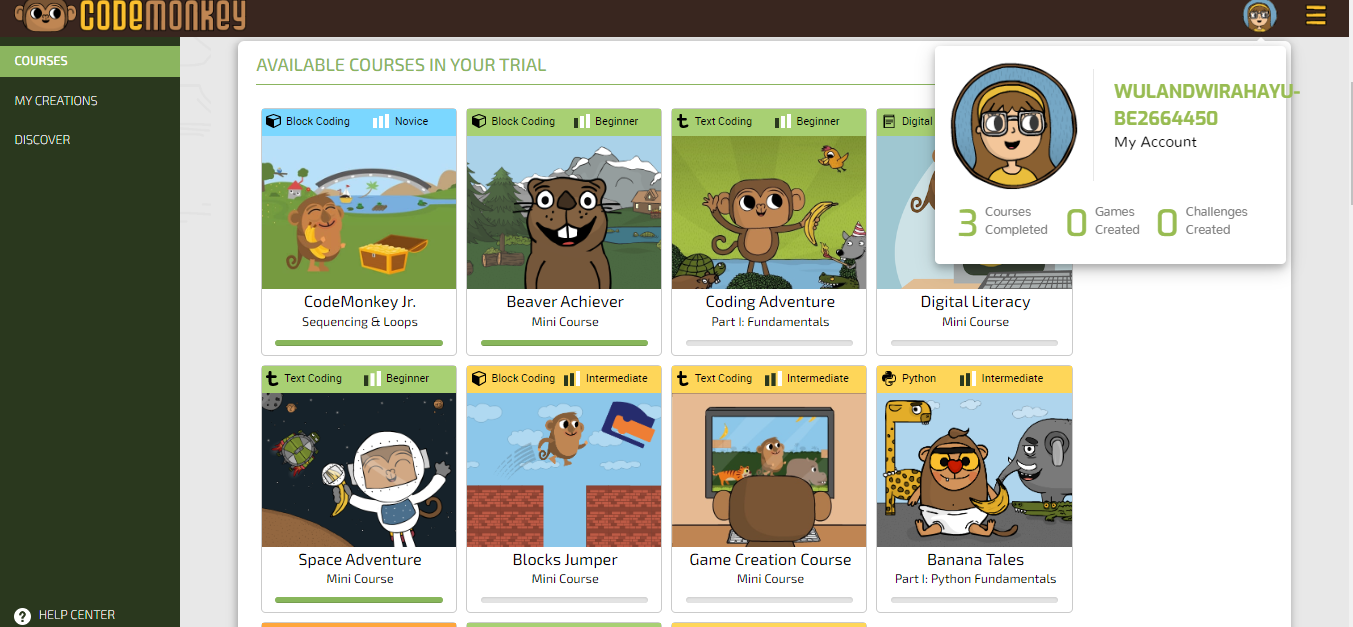 CODEMONKEY
COURSES
MY CREATIONS
DISCOVER
HELP CENTER
AVAILABLE COURSES IN YOUR TRIAL
WULANDWIRAHAYU-
BE2664450
My Account
3 Courses Completed
0 Games Created
0 Challenges Created
Block Coding Novice
CodeMonkey Jr.
Sequencing & Loops
Block Coding Beginner
Beaver Achiever
Mini Course
Text Coding Beginner
Coding Adventure
Part I: Fundamentals
Digital
Digital Literacy
Mini Course
Text Coding Beginner
Space Adventure
Mini Course
Block Coding Intermediate
Blocks Jumper
Mini Course
Text Coding Intermediate
Game Creation Course
Mini Course
Python Intermediate
Banana Tales
Part I: Python Fundamentals